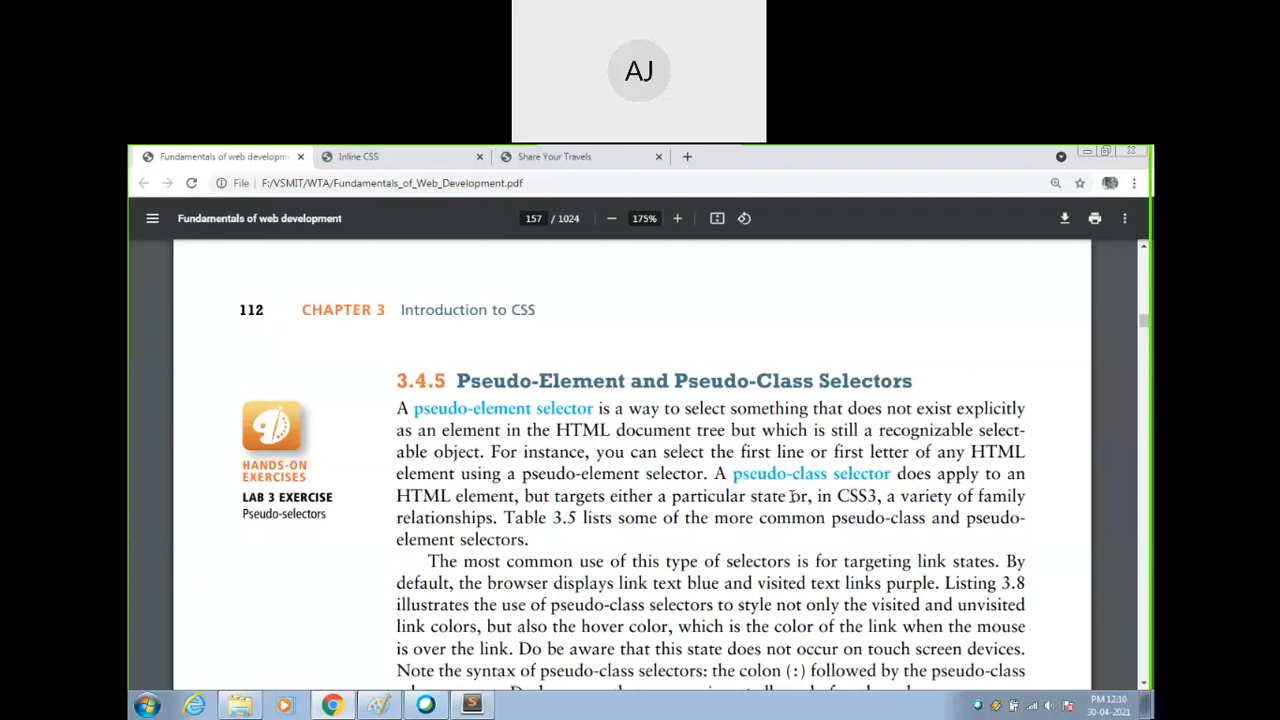 AJ
Fundamentals of web developm
Inline CSS
Share Your Travels
File
F:/VSMIT/WTA/Fundamentals_of_Web_Development.pdf
Fundamentals of web development
157 / 1024
175%
112 CHAPTER 3 Introduction to CSS
3.4.5 Pseudo-Element and Pseudo-Class Selectors
A pseudo-element selector is a way to select something that does not exist explicitly
as an element in the HTML document tree but which is still a recognizable select-
able object. For instance, you can select the first line or first letter of any HTML
element using a pseudo-element selector. A pseudo-class selector does apply to an
HTML element, but targets either a particular state or, in CSS3, a variety of family
relationships. Table 3.5 lists some of the more common pseudo-class and pseudo-
element selectors.
HANDS-ON
EXERCISES
LAB 3 EXERCISE
Pseudo-selectors
The most common use of this type of selectors is for targeting link states. By
default, the browser displays link text blue and visited text links purple. Listing 3.8
illustrates the use of pseudo-class selectors to style not only the visited and unvisited
link colors, but also the hover color, which is the color of the link when the mouse
is over the link. Do be aware that this state does not occur on touch screen devices.
Note the syntax of pseudo-class selectors: the colon (:) followed by the pseudo-class
PM 12:10
30-04-2021